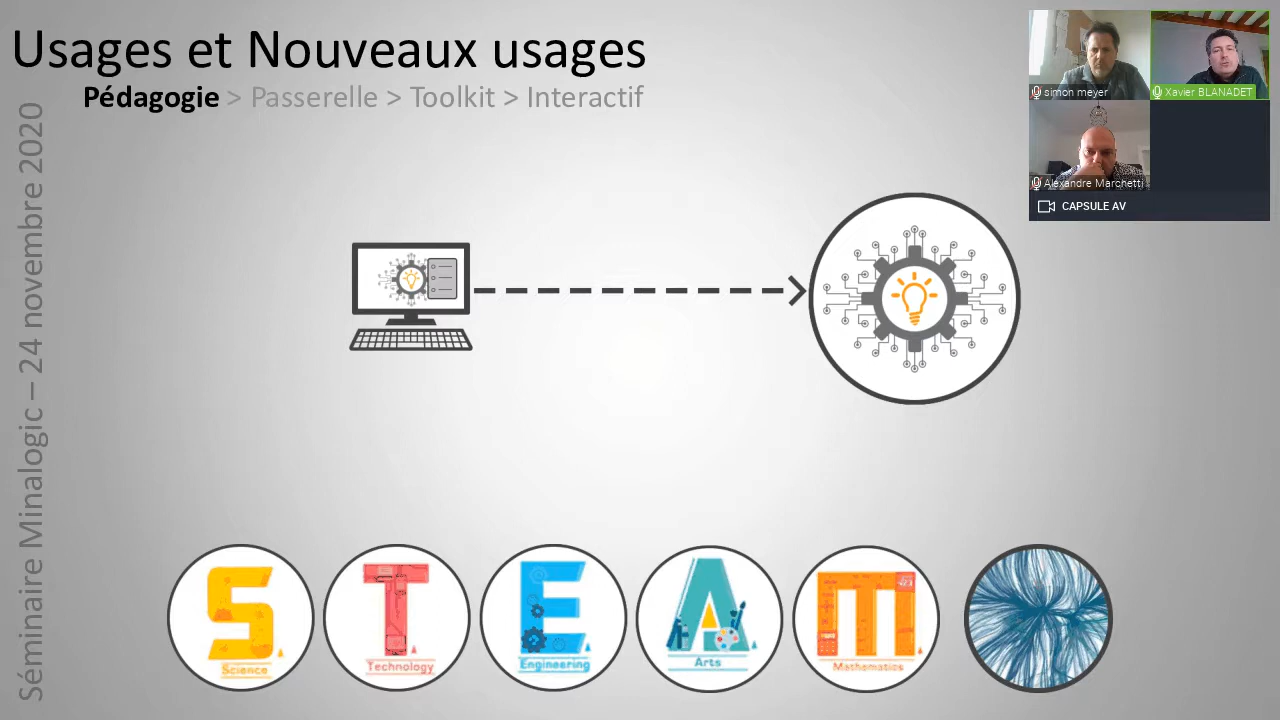 Usages et Nouveaux usages
Pédagogie > Passerelle > Toolkit > Interactif
Séminaire Minalogic – 24 novembre 2020
simon meyer
Xavier BLANADET
Alexandre Marchetti
CAPSULE AV
S T E A M
Science
Technology
Engineering
Arts
Mathematics